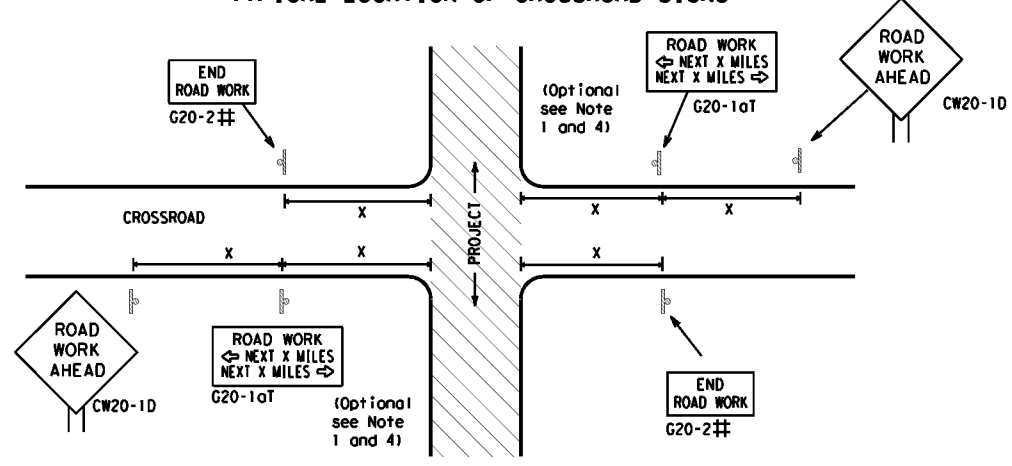 TYPICAL LOCATION OF CROSSROAD SIGNS
END
ROAD WORK
G20-2#
(Optional
see Note
1 and 4)
ROAD WORK
⇦ NEXT X MILES
NEXT X MILES ⇨
G20-1aT
ROAD
WORK
AHEAD
CW20-1D
X
X
X
CROSSROAD
PROJECT
X
X
X
ROAD
WORK
AHEAD
CW20-1D
ROAD WORK
⇦ NEXT X MILES
NEXT X MILES ⇨
G20-1aT
(Optional
see Note
1 and 4)
END
ROAD WORK
G20-2#